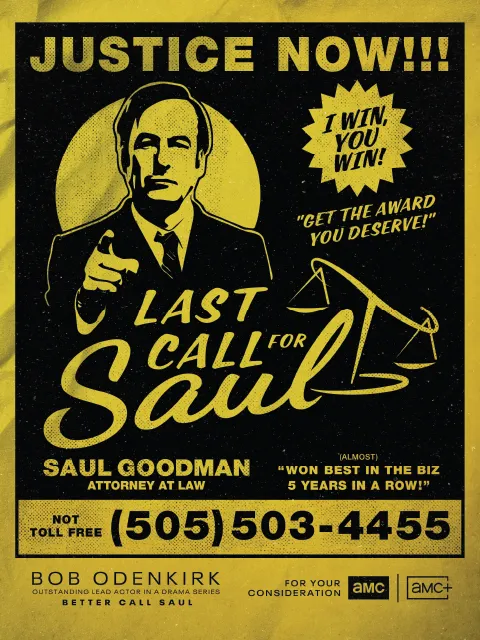 JUSTICE NOW!!!
I WIN,
YOU
WIN!
"GET THE AWARD
YOU DESERVE!"
LAST
CALL FOR
Saul
SAUL GOODMAN
ATTORNEY AT LAW
(ALMOST)
"WON BEST IN THE BIZ
5 YEARS IN A ROW!"
NOT
TOLL FREE
(505) 503-4455
BOB ODENKIRK
OUTSTANDING LEAD ACTOR IN A DRAMA SERIES
BETTER CALL SAUL
FOR YOUR
CONSIDERATION
amc
amc+